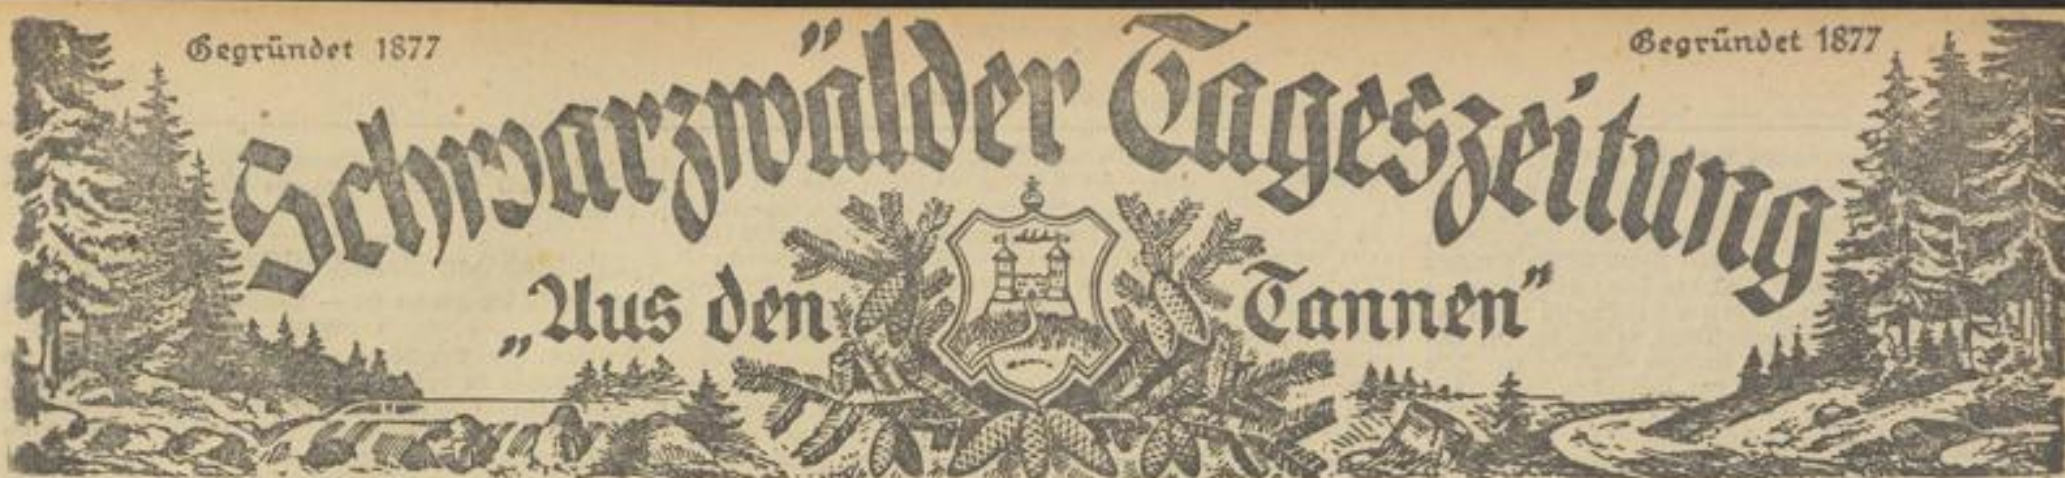 Gegründet 1877
Gegründet 1877
Schwarzwälder Tageszeitung
„Aus den Tannen“